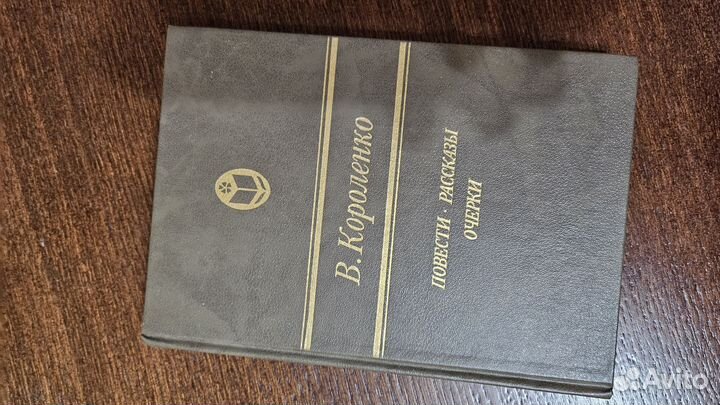 В. Короленко
ПОВЕСТИ · РАССКАЗЫ
ОЧЕРКИ
Avito